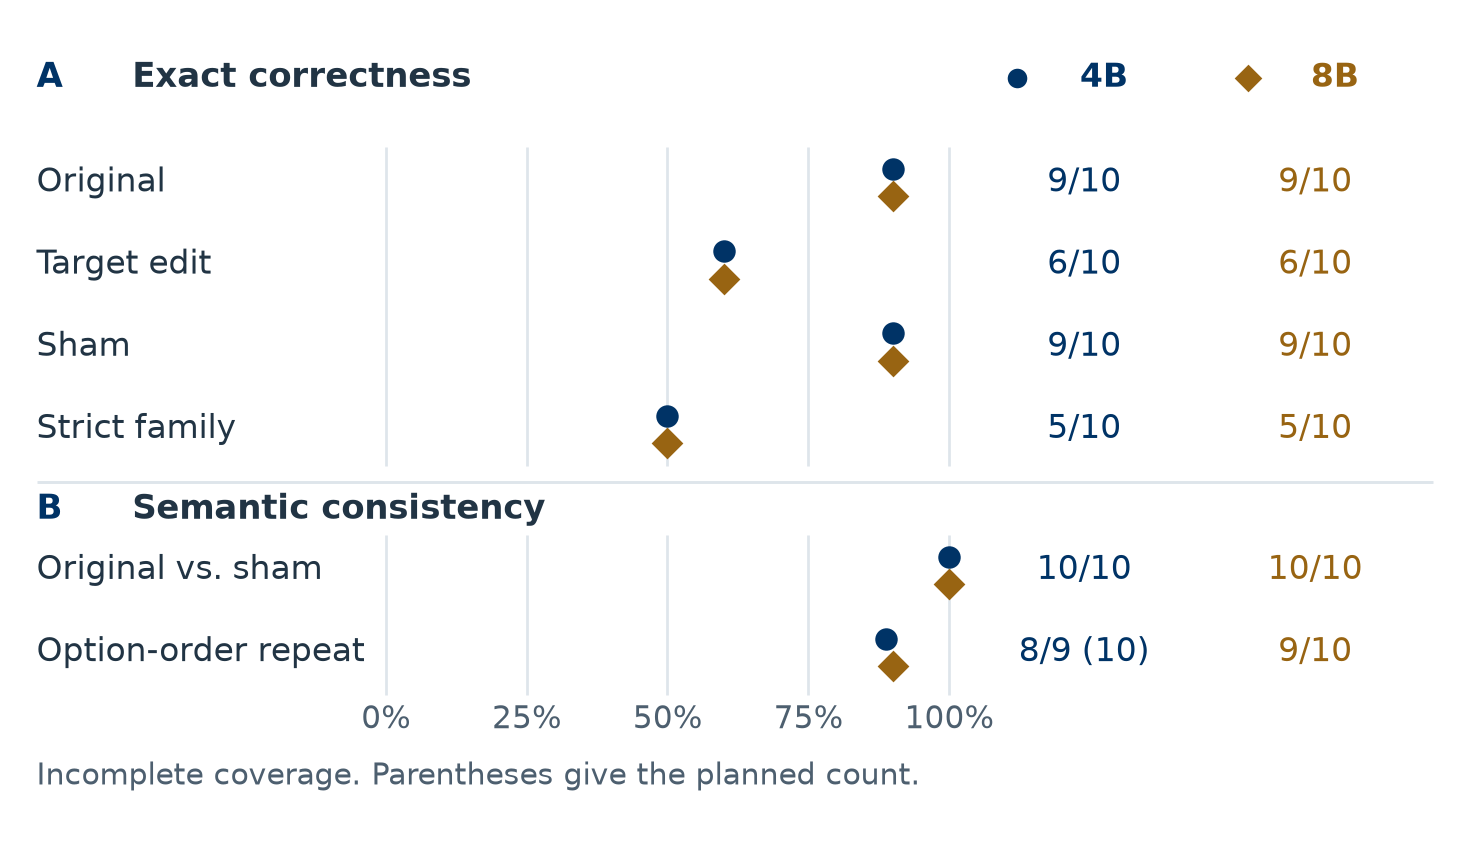 A Exact correctness 4B 8B
Original 9/10 9/10
Target edit 6/10 6/10
Sham 9/10 9/10
Strict family 5/10 5/10
B Semantic consistency
Original vs. sham 10/10 10/10
Option-order repeat 8/9 (10) 9/10
0% 25% 50% 75% 100%
Incomplete coverage. Parentheses give the planned count.